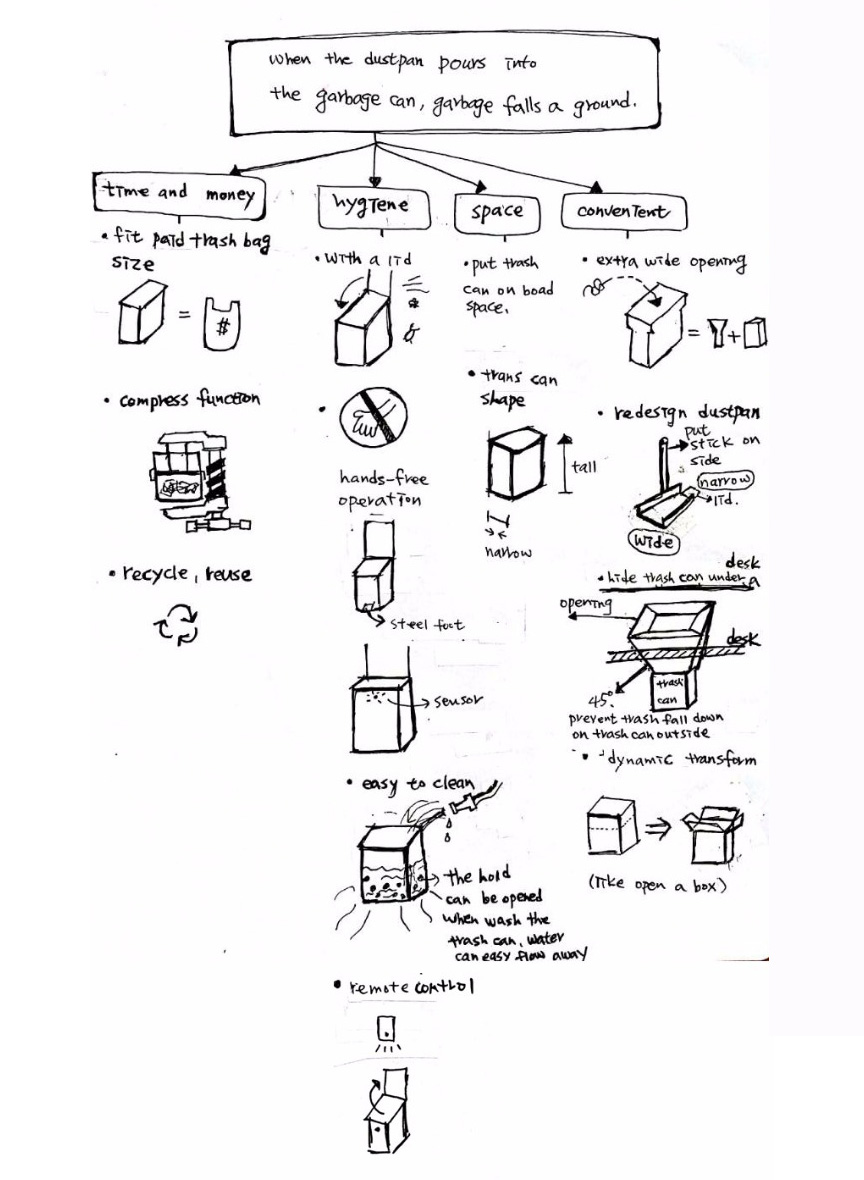 when the dustpan pours into
the garbage can, garbage falls a ground.
time and money
• fit paid trash bag
size
=
#
• compress function
• recycle, reuse
hygiene
• with a lid
•
hands-free
operation
steel foot
sensor
• easy to clean
the hold
can be opened
when wash the
trash can, water
can easy flow away
• remote control
space
• put trash
can on boad
space.
• trans can
shape
tall
narrow
convenient
• extra wide opening
= +
• redesign dustpan
put
stick on
side
narrow
lid.
wide
desk
• hide trash can under a
opening
desk
trash
can
45°
prevent trash fall down
on trash can outside
• dynamic transform
(like open a box)